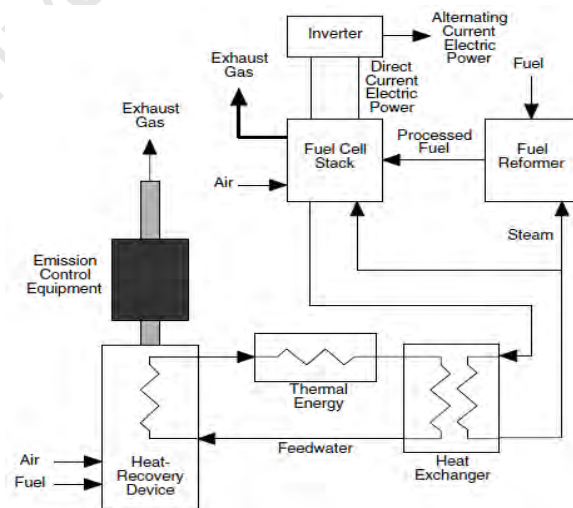 Inverter
Alternating
Current
Electric
Power
Direct
Current
Electric
Power
Exhaust
Gas
Fuel
Exhaust
Gas
Fuel Cell
Stack
Processed
Fuel
Fuel
Reformer
Air
Steam
Emission
Control
Equipment
Thermal
Energy
Feedwater
Heat
Exchanger
Air
Fuel
Heat-
Recovery
Device